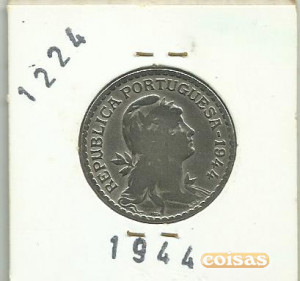 1224
REPUBLICA PORTUGUESA · 1944
1944
coisas